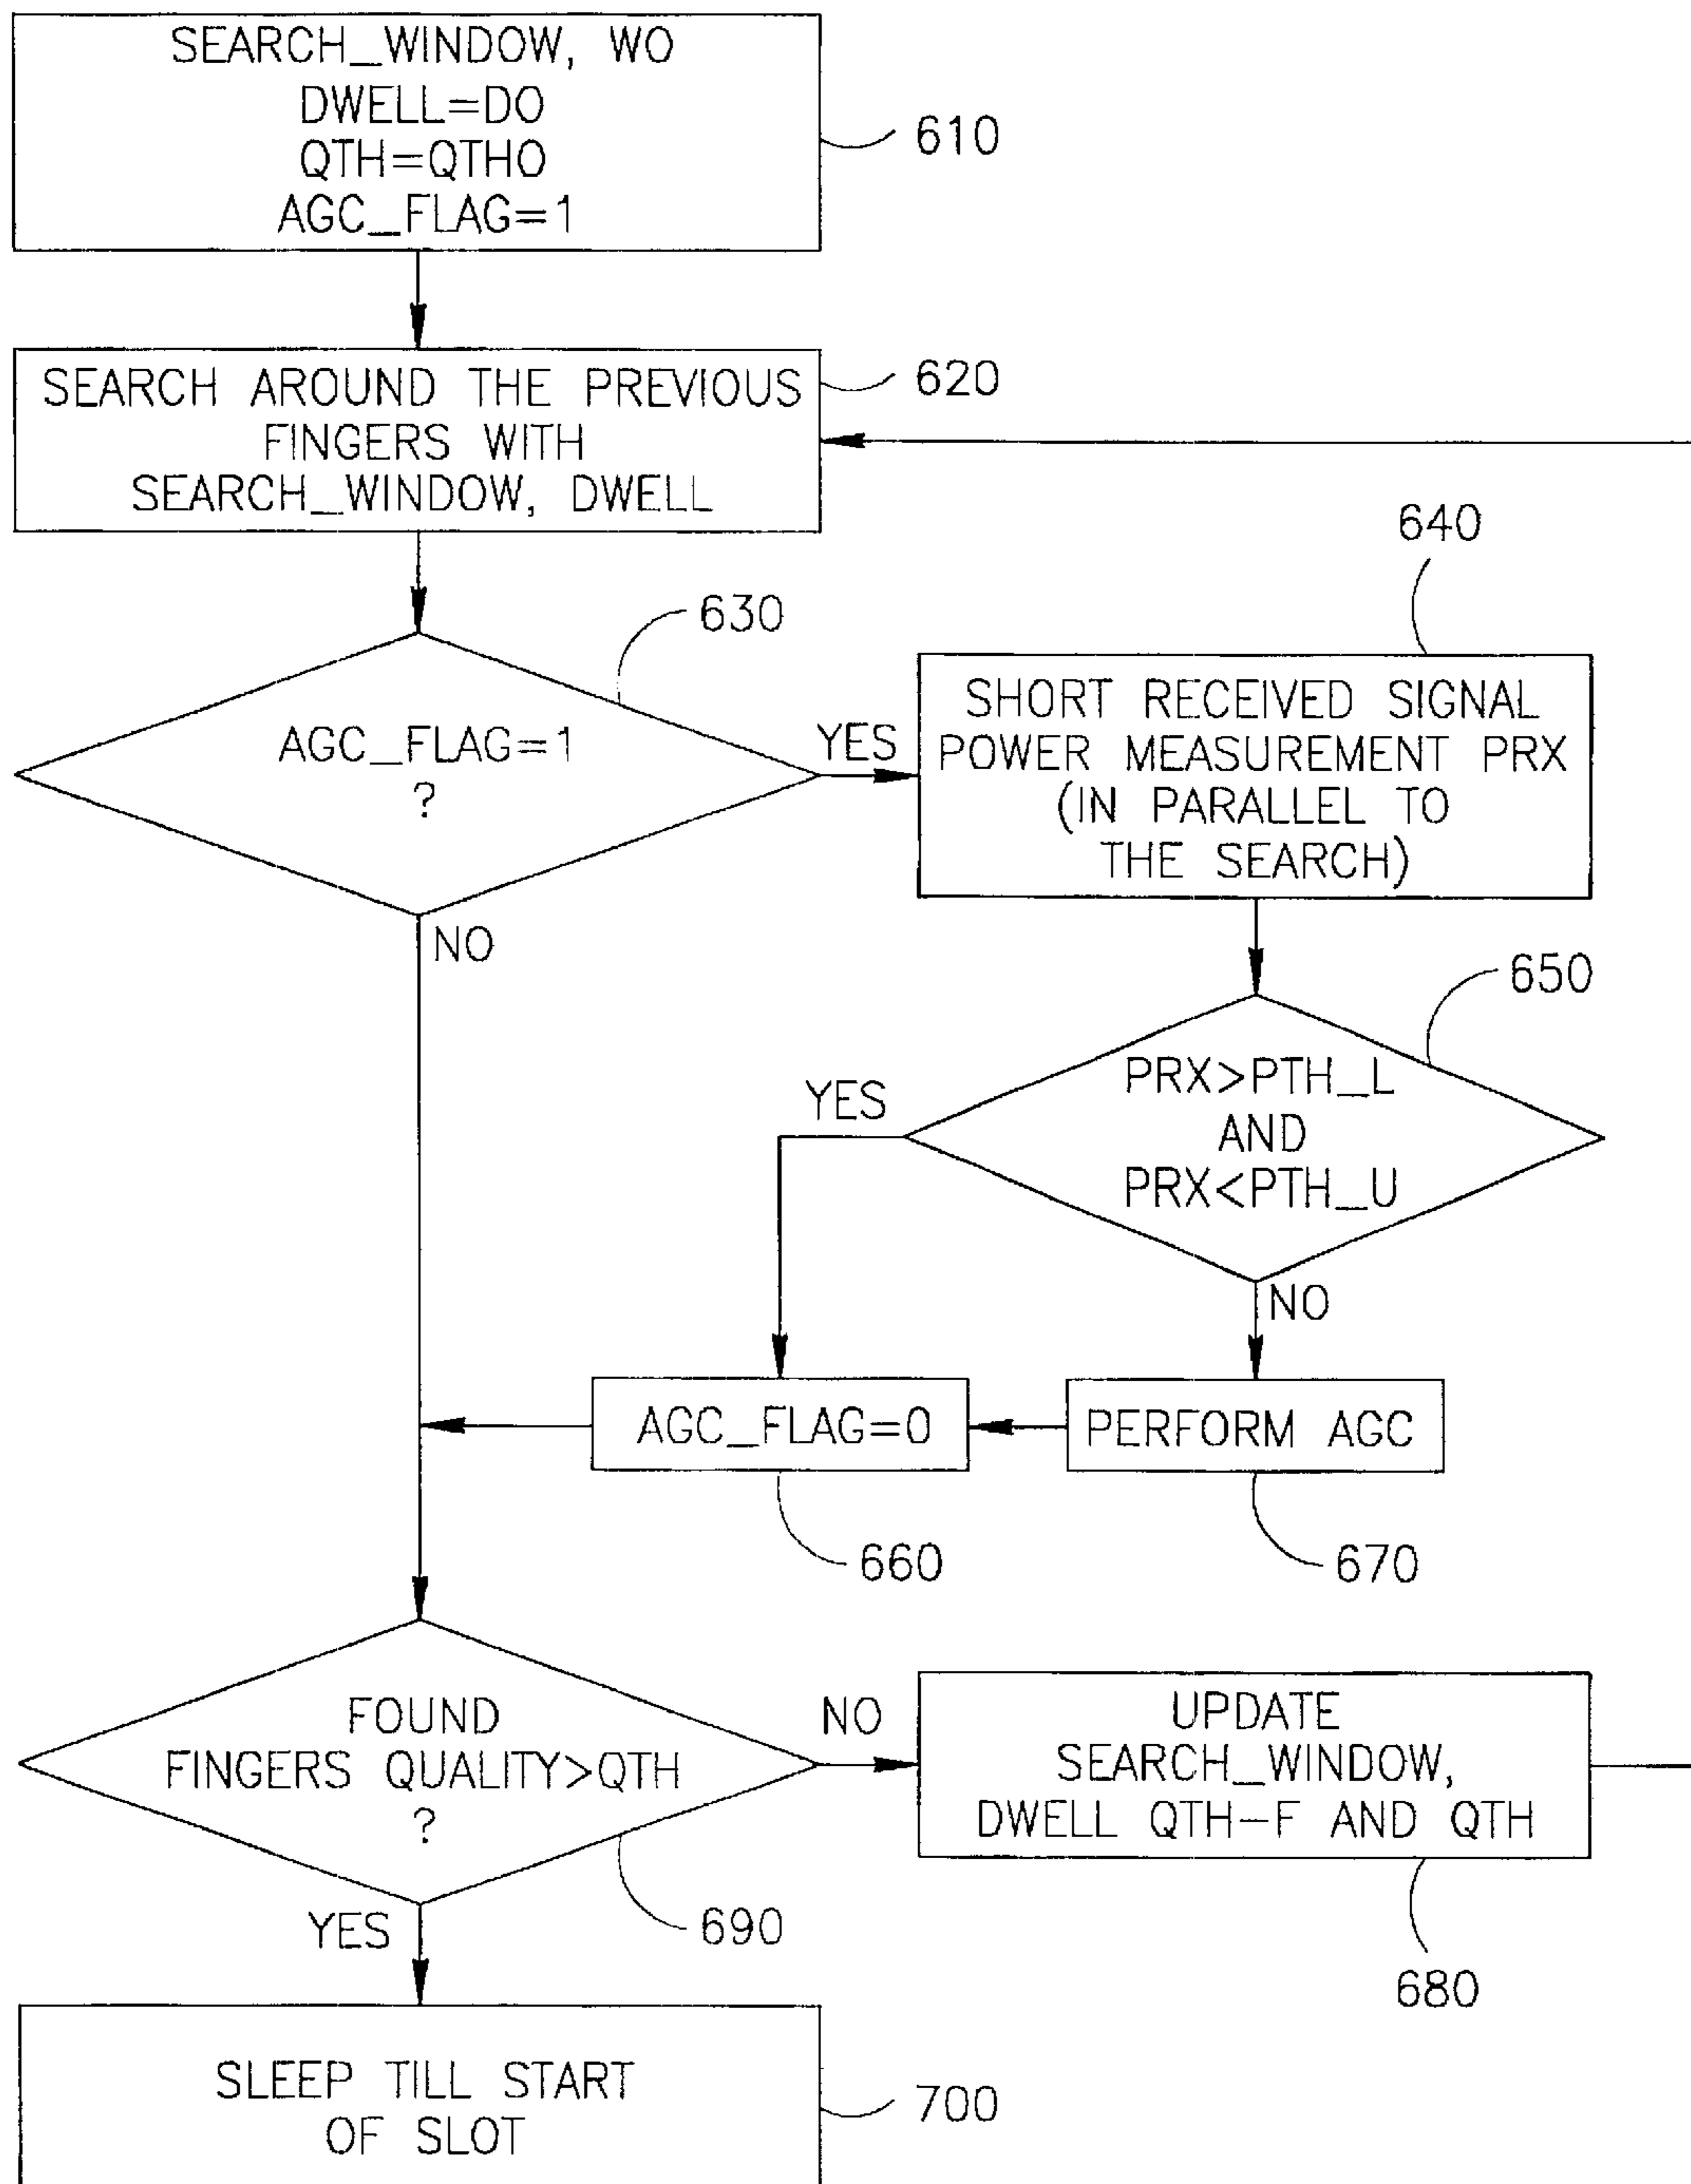 SEARCH_WINDOW, WO
DWELL=DO
QTH=QTHO
AGC_FLAG=1
610
SEARCH AROUND THE PREVIOUS
FINGERS WITH
SEARCH_WINDOW, DWELL
620
AGC_FLAG=1
?
630
YES
NO
640
SHORT RECEIVED SIGNAL
POWER MEASUREMENT PRX
(IN PARALLEL TO
THE SEARCH)
650
PRX>PTH_L
AND
PRX<PTH_U
YES
NO
AGC_FLAG=0
PERFORM AGC
660
670
FOUND
FINGERS QUALITY>QTH
?
NO
YES
690
UPDATE
SEARCH_WINDOW,
DWELL QTH-F AND QTH
680
SLEEP TILL START
OF SLOT
700